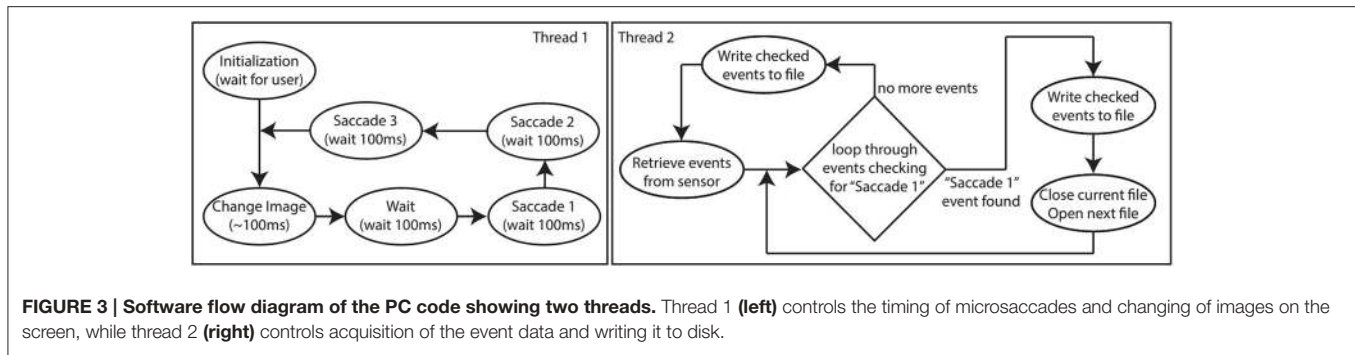 Thread 1
Initialization
(wait for user)
Saccade 3
(wait 100ms)
Saccade 2
(wait 100ms)
Change Image
(~100ms)
Wait
(wait 100ms)
Saccade 1
(wait 100ms)
Thread 2
Write checked
events to file
no more events
Retrieve events
from sensor
loop through
events checking
for "Saccade 1"
"Saccade 1"
event found
Write checked
events to file
Close current file
Open next file
FIGURE 3 | Software flow diagram of the PC code showing two threads. Thread 1 (left) controls the timing of microsaccades and changing of images on the
screen, while thread 2 (right) controls acquisition of the event data and writing it to disk.